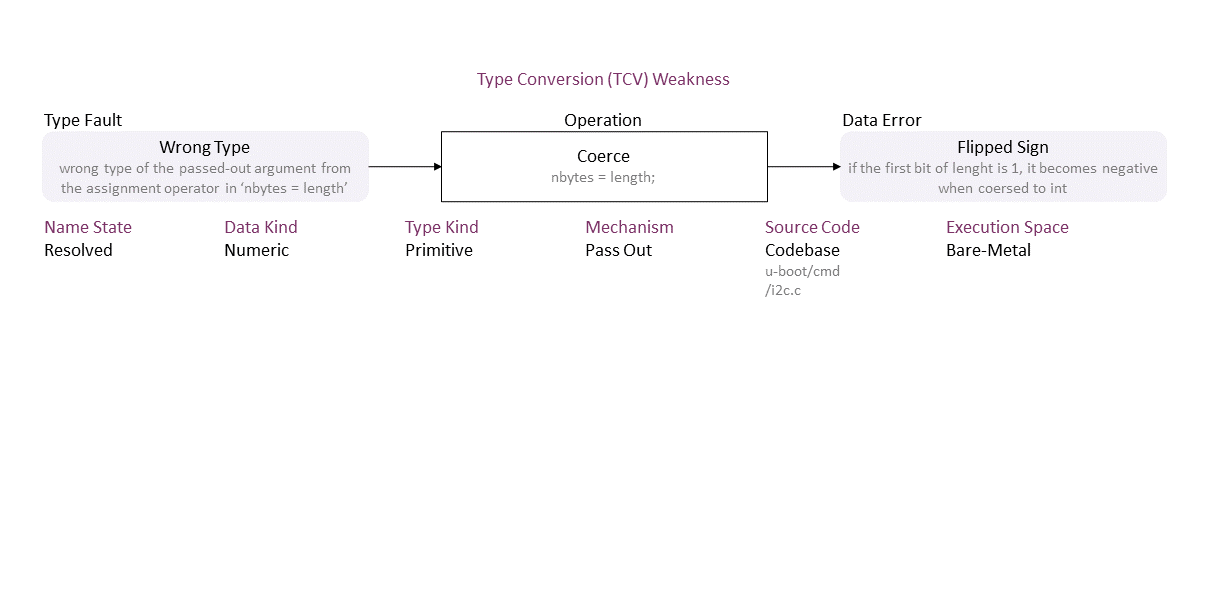 Type Conversion (TCV) Weakness
Type Fault
Operation
Data Error
Wrong Type
wrong type of the passed-out argument from
the assignment operator in ‘nbytes = length’
Coerce
nbytes = length;
Flipped Sign
if the first bit of lenght is 1, it becomes negative
when coersed to int
Name State
Resolved
Data Kind
Numeric
Type Kind
Primitive
Mechanism
Pass Out
Source Code
Codebase
u-boot/cmd
/i2c.c
Execution Space
Bare-Metal